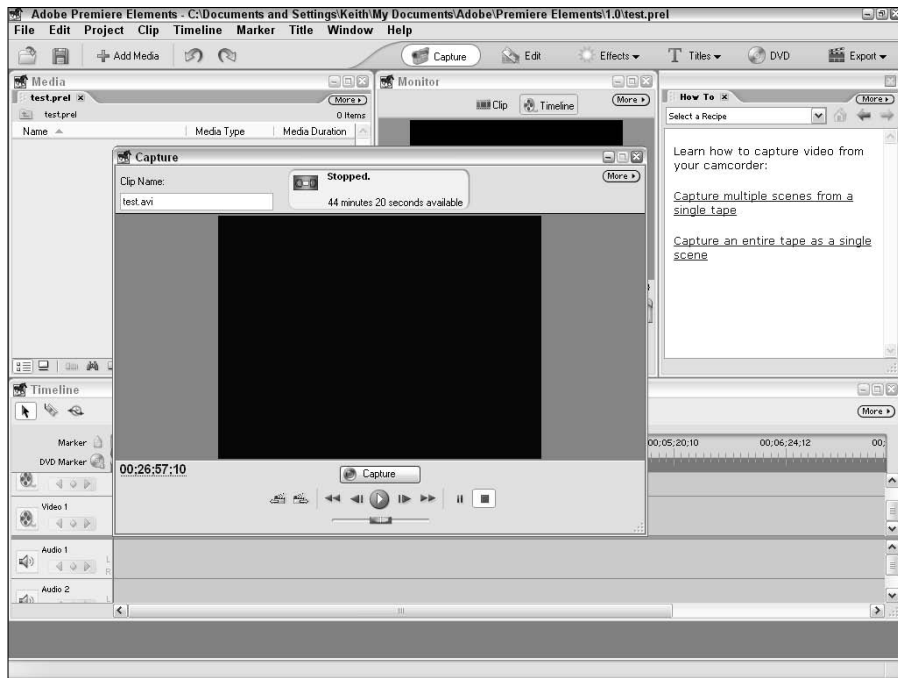 Adobe Premiere Elements - C:\Documents and Settings\Keith\My Documents\Adobe\Premiere Elements\1.0\test.prel
File Edit Project Clip Timeline Marker Title Window Help
Add Media Capture Edit Effects Titles DVD Export
Media
test.prel
More
test.prel
0 Items
Name Media Type Media Duration
Monitor
Clip Timeline More
How To
More
Select a Recipe
Learn how to capture video from
your camcorder:
Capture multiple scenes from a
single tape
Capture an entire tape as a single
scene
Capture
Clip Name:
test.avi
Stopped.
44 minutes 20 seconds available
More
00;26;57;10
Capture
Timeline
More
Marker
DVD Marker
00;05;20;10 00;06;24;12 00;
Video 1
Audio 1
L
R
Audio 2
L